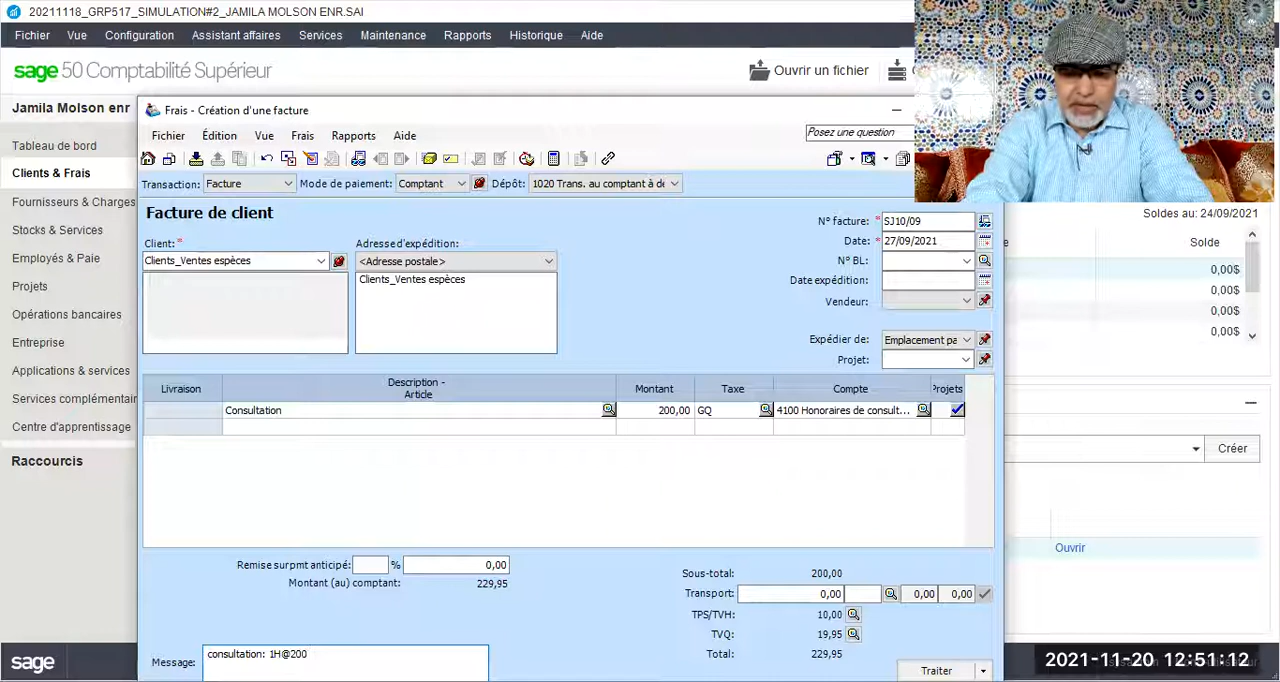 20211118_GRP517_SIMULATION#2_JAMILA MOLSON ENR.SAI
Fichier Vue Configuration Assistant affaires Services Maintenance Rapports Historique Aide
sage 50 Comptabilité Supérieur
Ouvrir un fichier
Jamila Molson enr
Tableau de bord
Clients & Frais
Fournisseurs & Charges
Stocks & Services
Employés & Paie
Projets
Opérations bancaires
Entreprise
Applications & services
Services complémentair
Centre d'apprentissage
Raccourcis
Frais - Création d'une facture
Fichier Édition Vue Frais Rapports Aide
Posez une question
Transaction: Facture Mode de paiement: Comptant Dépôt: 1020 Trans. au comptant à de
Facture de client
Client: * Clients_Ventes espèces
Adresse d'expédition: <Adresse postale>
Clients_Ventes espèces
N° facture: * SJ10/09
Date: * 27/09/2021
N° BL:
Date expédition:
Vendeur:
Expédier de: Emplacement pa
Projet:
Livraison Description - Article Montant Taxe Compte Projets
Consultation 200,00 GQ 4100 Honoraires de consult...
Remise sur pmt anticipé: % 0,00
Montant (au) comptant: 229,95
Sous-total: 200,00
Transport: 0,00 0,00 0,00
TPS/TVH: 10,00
TVQ: 19,95
Total: 229,95
Message: consultation: 1H@200
Traiter
Soldes au: 24/09/2021
Solde
0,00$
0,00$
0,00$
0,00$
Créer
Ouvrir
sage
2021-11-20 12:51:12